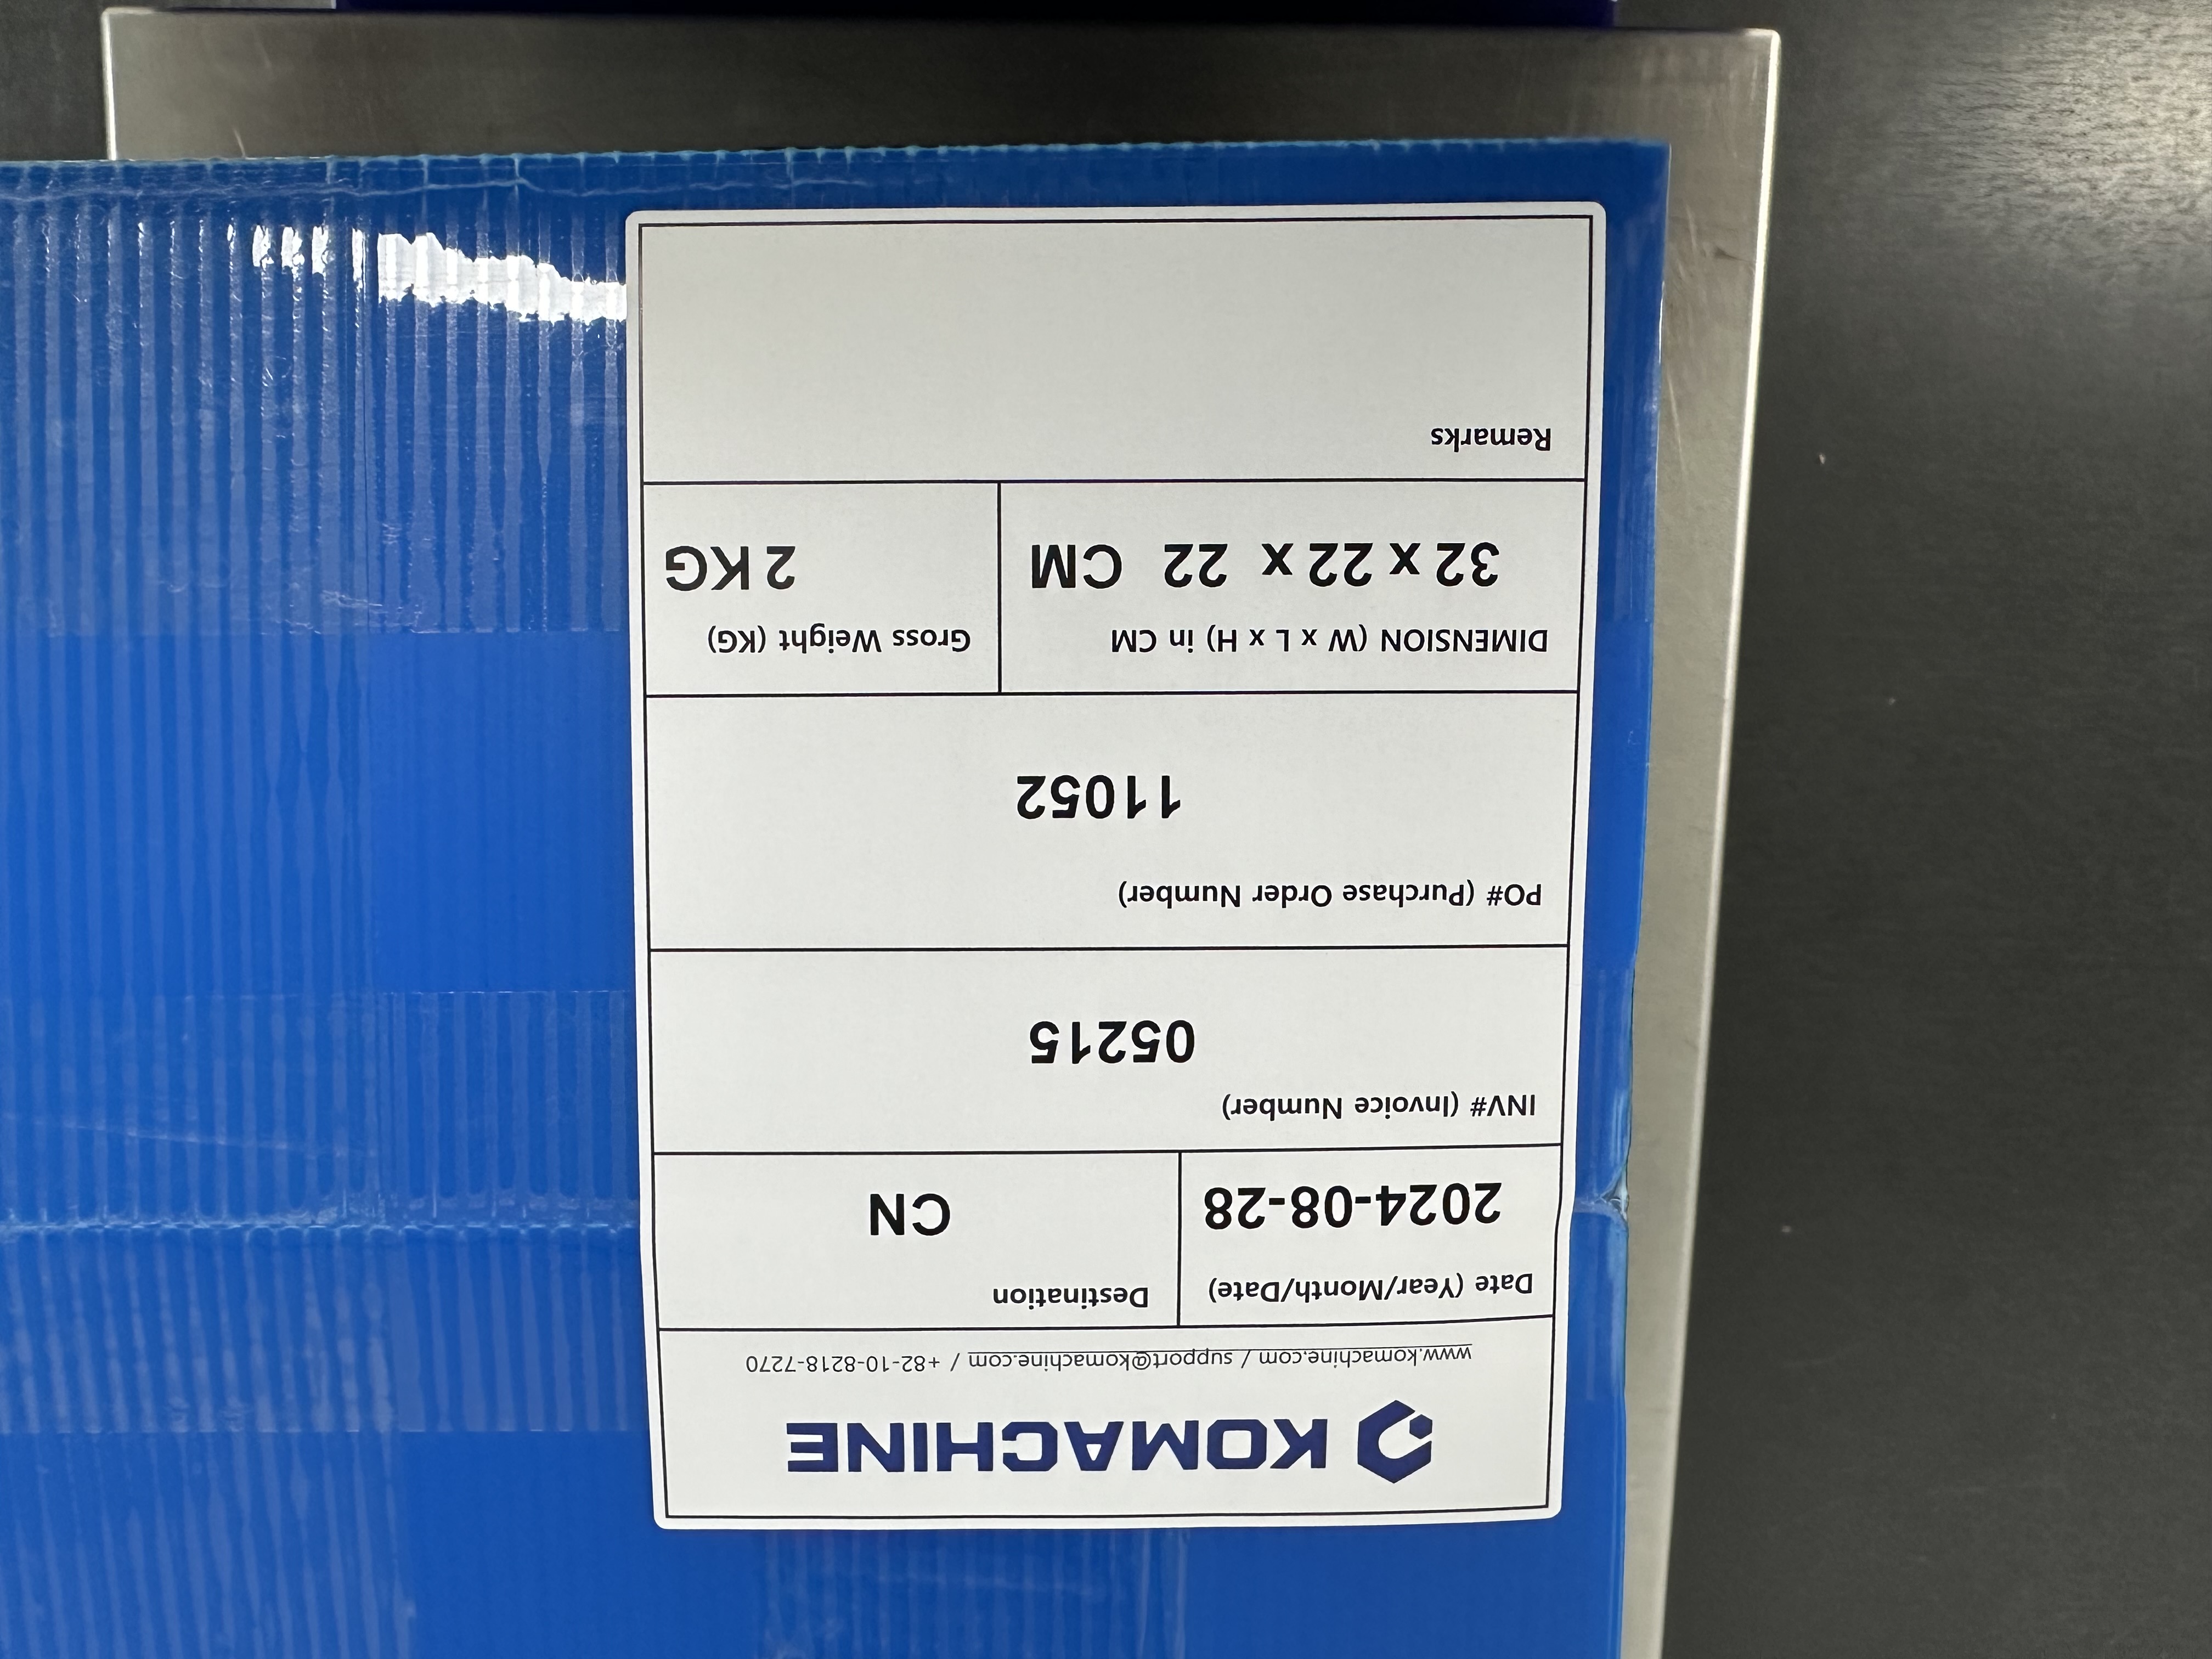 KOMACHINE
www.komachine.com / support@komachine.com / +82-10-8218-7270
Date (Year/Month/Date)
2024-08-28
Destination
CN
INV# (Invoice Number)
05215
PO# (Purchase Order Number)
11052
DIMENSION (W x L x H) in CM
32 x 22 x 22 CM
Gross Weight (KG)
2 KG
Remarks